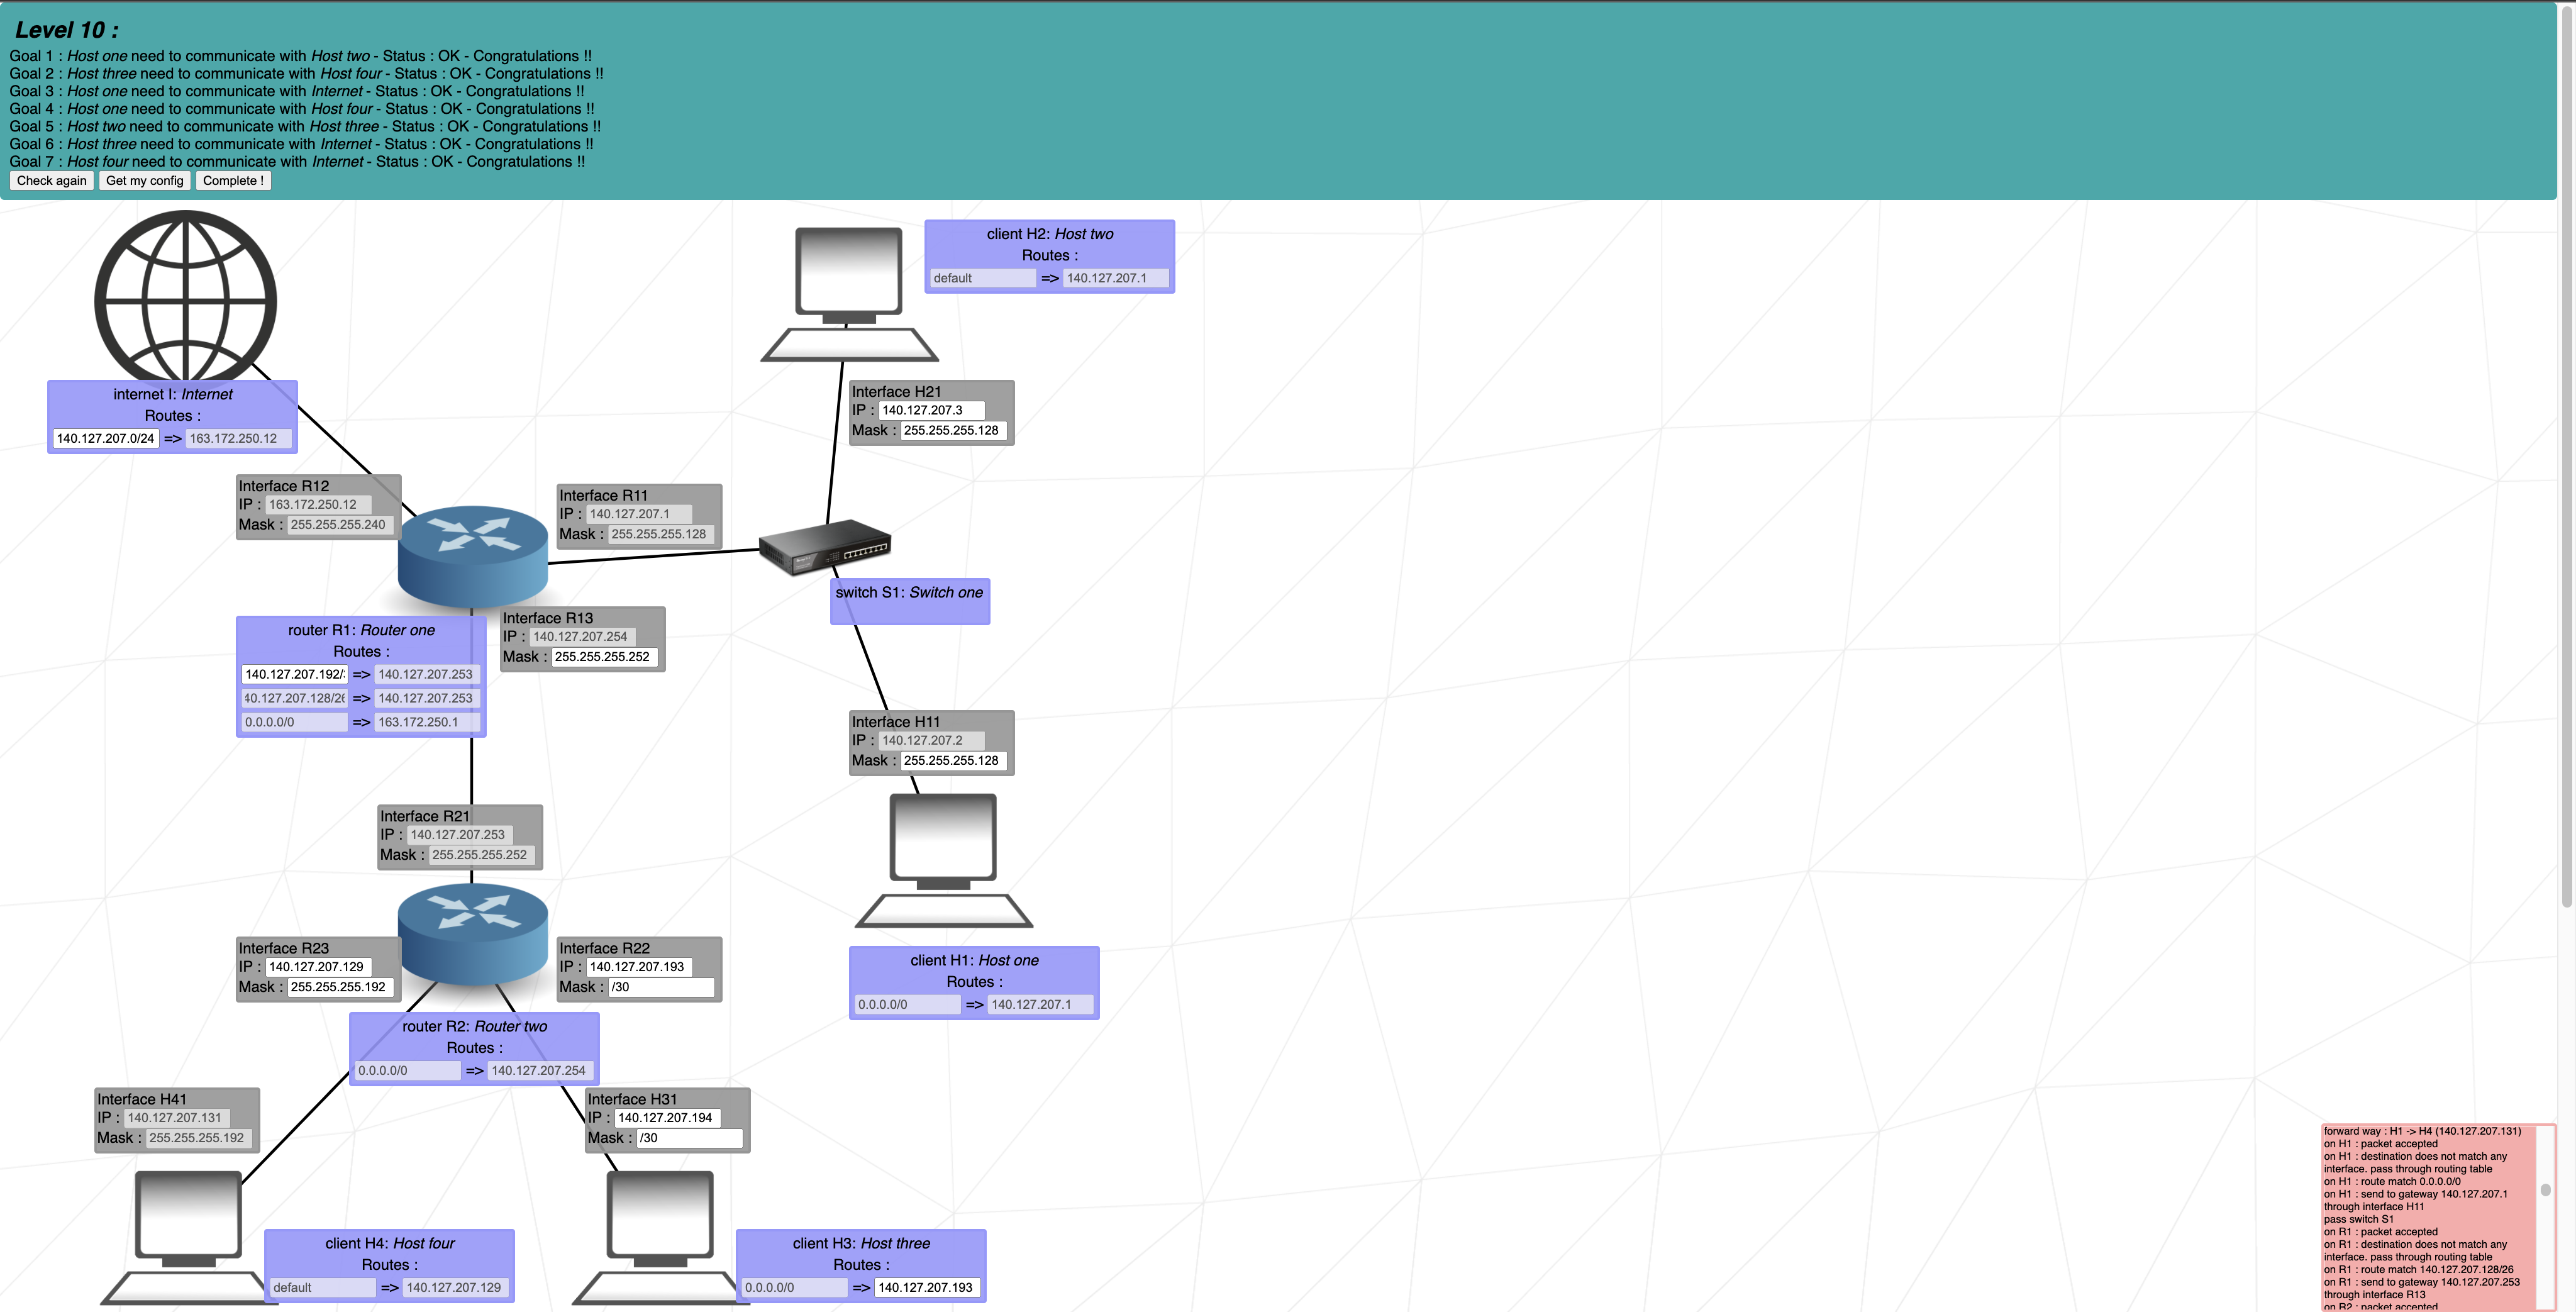 Level 10 :
Goal 1 : Host one need to communicate with Host two - Status : OK - Congratulations !!
Goal 2 : Host three need to communicate with Host four - Status : OK - Congratulations !!
Goal 3 : Host one need to communicate with Internet - Status : OK - Congratulations !!
Goal 4 : Host one need to communicate with Host four - Status : OK - Congratulations !!
Goal 5 : Host two need to communicate with Host three - Status : OK - Congratulations !!
Goal 6 : Host three need to communicate with Internet - Status : OK - Congratulations !!
Goal 7 : Host four need to communicate with Internet - Status : OK - Congratulations !!
Check again Get my config Complete !
client H2: Host two
Routes :
default => 140.127.207.1
internet I: Internet
Routes :
140.127.207.0/24 => 163.172.250.12
Interface H21
IP : 140.127.207.3
Mask : 255.255.255.128
Interface R12
IP : 163.172.250.12
Mask : 255.255.255.240
Interface R11
IP : 140.127.207.1
Mask : 255.255.255.128
switch S1: Switch one
Interface R13
IP : 140.127.207.254
Mask : 255.255.255.252
router R1: Router one
Routes :
140.127.207.192/ => 140.127.207.253
40.127.207.128/26 => 140.127.207.253
0.0.0.0/0 => 163.172.250.1
Interface H11
IP : 140.127.207.2
Mask : 255.255.255.128
Interface R21
IP : 140.127.207.253
Mask : 255.255.255.252
Interface R23
IP : 140.127.207.129
Mask : 255.255.255.192
Interface R22
IP : 140.127.207.193
Mask : /30
client H1: Host one
Routes :
0.0.0.0/0 => 140.127.207.1
router R2: Router two
Routes :
0.0.0.0/0 => 140.127.207.254
Interface H41
IP : 140.127.207.131
Mask : 255.255.255.192
Interface H31
IP : 140.127.207.194
Mask : /30
client H4: Host four
Routes :
default => 140.127.207.129
client H3: Host three
Routes :
0.0.0.0/0 => 140.127.207.193
forward way : H1 -> H4 (140.127.207.131)
on H1 : packet accepted
on H1 : destination does not match any
interface. pass through routing table
on H1 : route match 0.0.0.0/0
on H1 : send to gateway 140.127.207.1
through interface H11
pass switch S1
on R1 : packet accepted
on R1 : destination does not match any
interface. pass through routing table
on R1 : route match 140.127.207.128/26
on R1 : send to gateway 140.127.207.253
through interface R13
on R2 : packet accepted